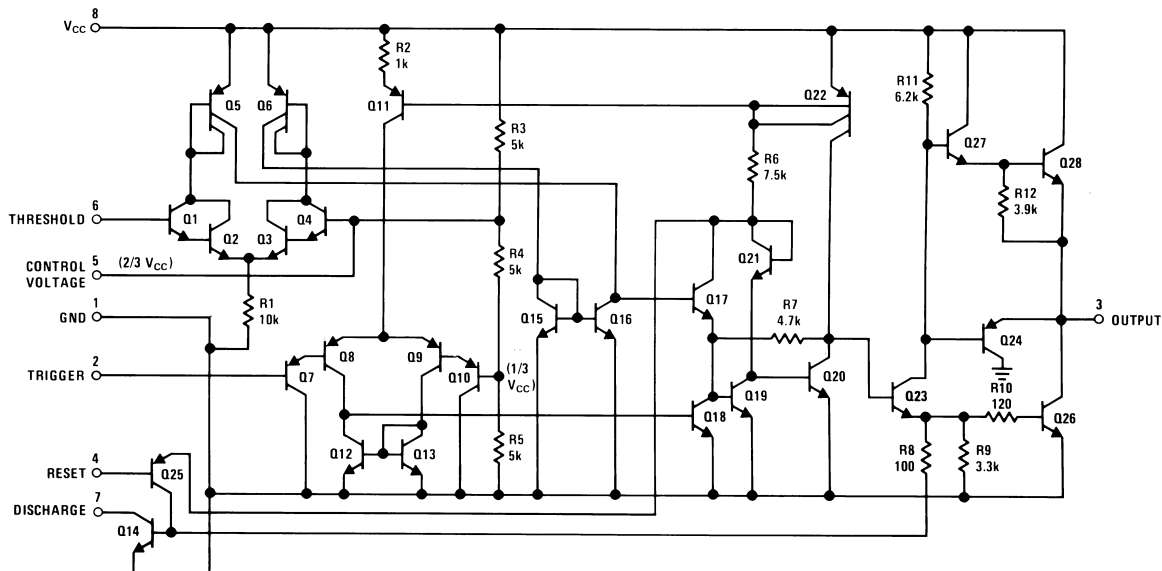 8
VCC
R2
1k
R11
6.2k
Q5
Q6
Q11
Q22
R3
5k
Q27
Q28
R6
7.5k
R12
3.9k
6
THRESHOLD
Q1
Q2
Q3
Q4
5
CONTROL
VOLTAGE
(2/3 VCC)
R4
5k
Q21
1
GND
R1
10k
Q15
Q16
Q17
R7
4.7k
3
OUTPUT
Q24
2
TRIGGER
Q7
Q8
Q9
Q10
(1/3
VCC)
Q18
Q19
Q20
Q23
R10
120
Q26
R8
100
R9
3.3k
Q12
Q13
R5
5k
4
RESET
Q25
7
DISCHARGE
Q14